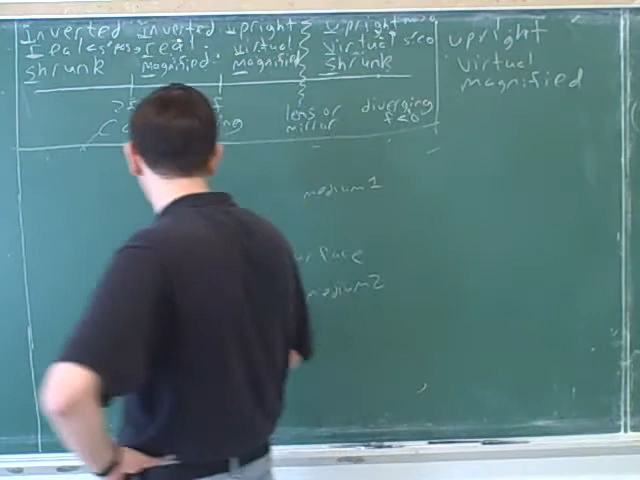 inverted inverted upright upright
real real virtual virtual
shrunk magnified magnified shrunk
upright
virtual
magnified
lens or
mirror
diverging
f<0
medium 1
medium 2